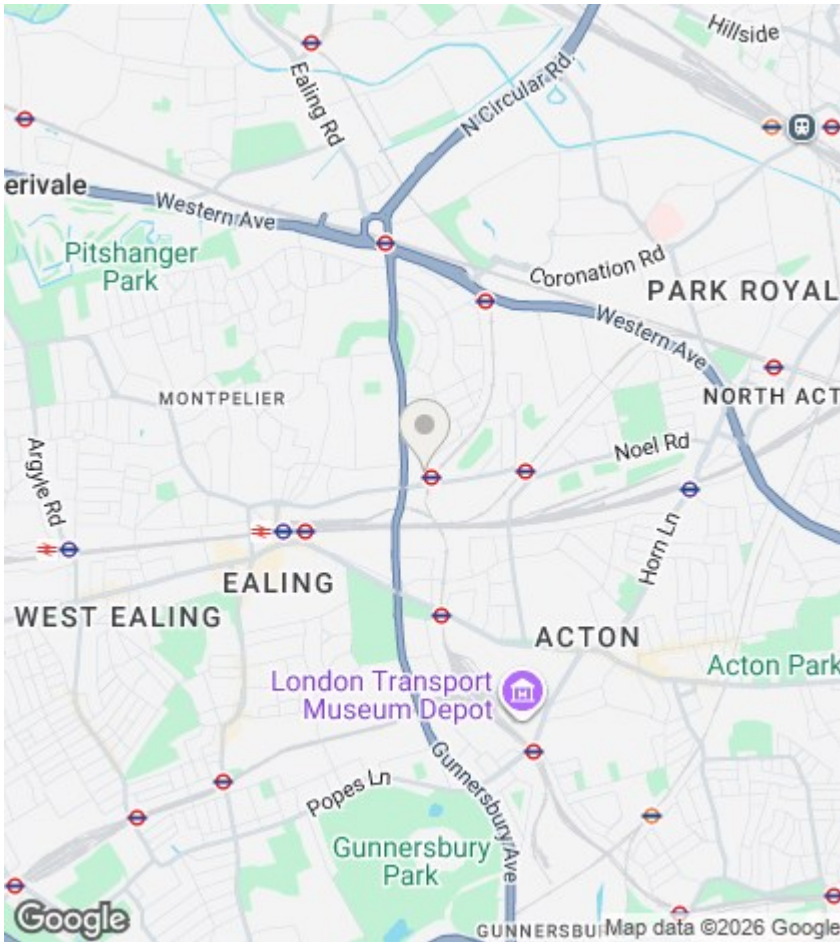 Hillside
Ealing Rd
N Circular Rd.
erivale
Western Ave
Pitshanger
Park
Coronation Rd
PARK ROYAL
Western Ave
MONTPELIER
NORTH ACT
Argyle Rd
Noel Rd
Horn Ln
EALING
WEST EALING
ACTON
Acton Park
London Transport
Museum Depot
Gunnersbury Ave
Popes Ln
Gunnersbury
Park
Google
GUNNERSBU
Map data ©2026 Google